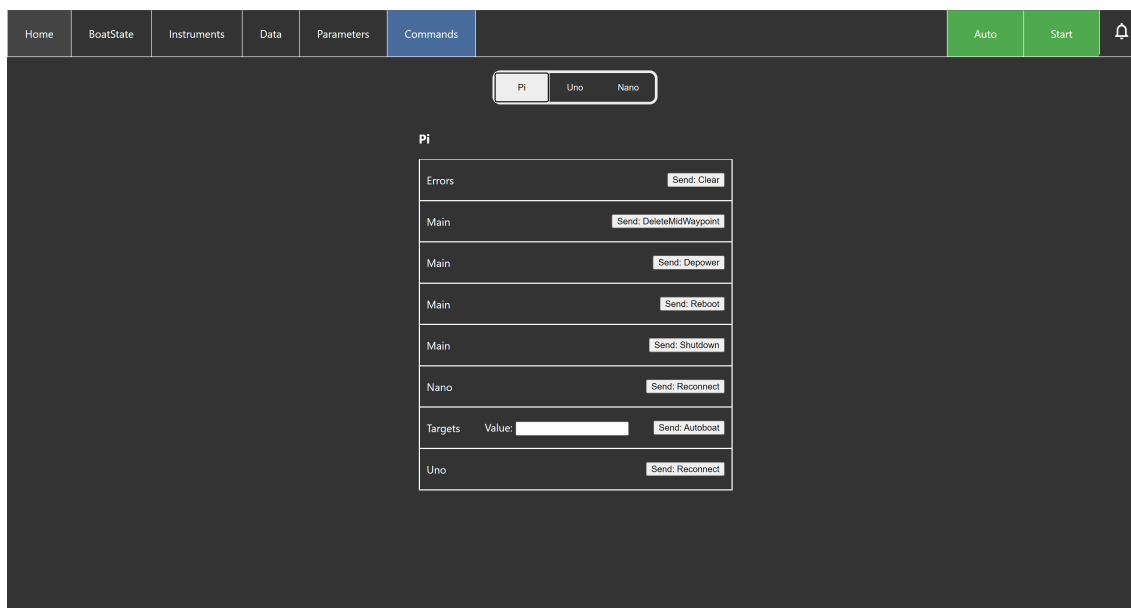 Home BoatState Instruments Data Parameters Commands Auto Start
Pi Uno Nano
Pi
Errors Send: Clear
Main Send: DeleteMidWaypoint
Main Send: Depower
Main Send: Reboot
Main Send: Shutdown
Nano Send: Reconnect
Targets Value: Send: Autoboat
Uno Send: Reconnect